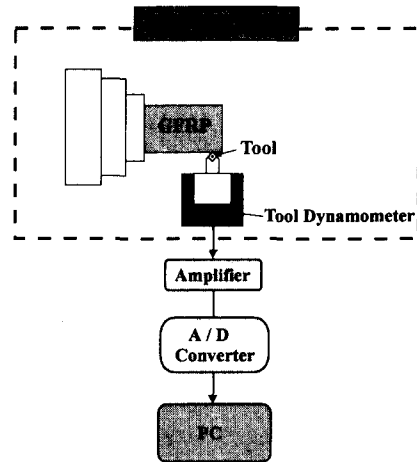 GFRP
Tool
Tool Dynamometer
Amplifier
A / D
Converter
PC